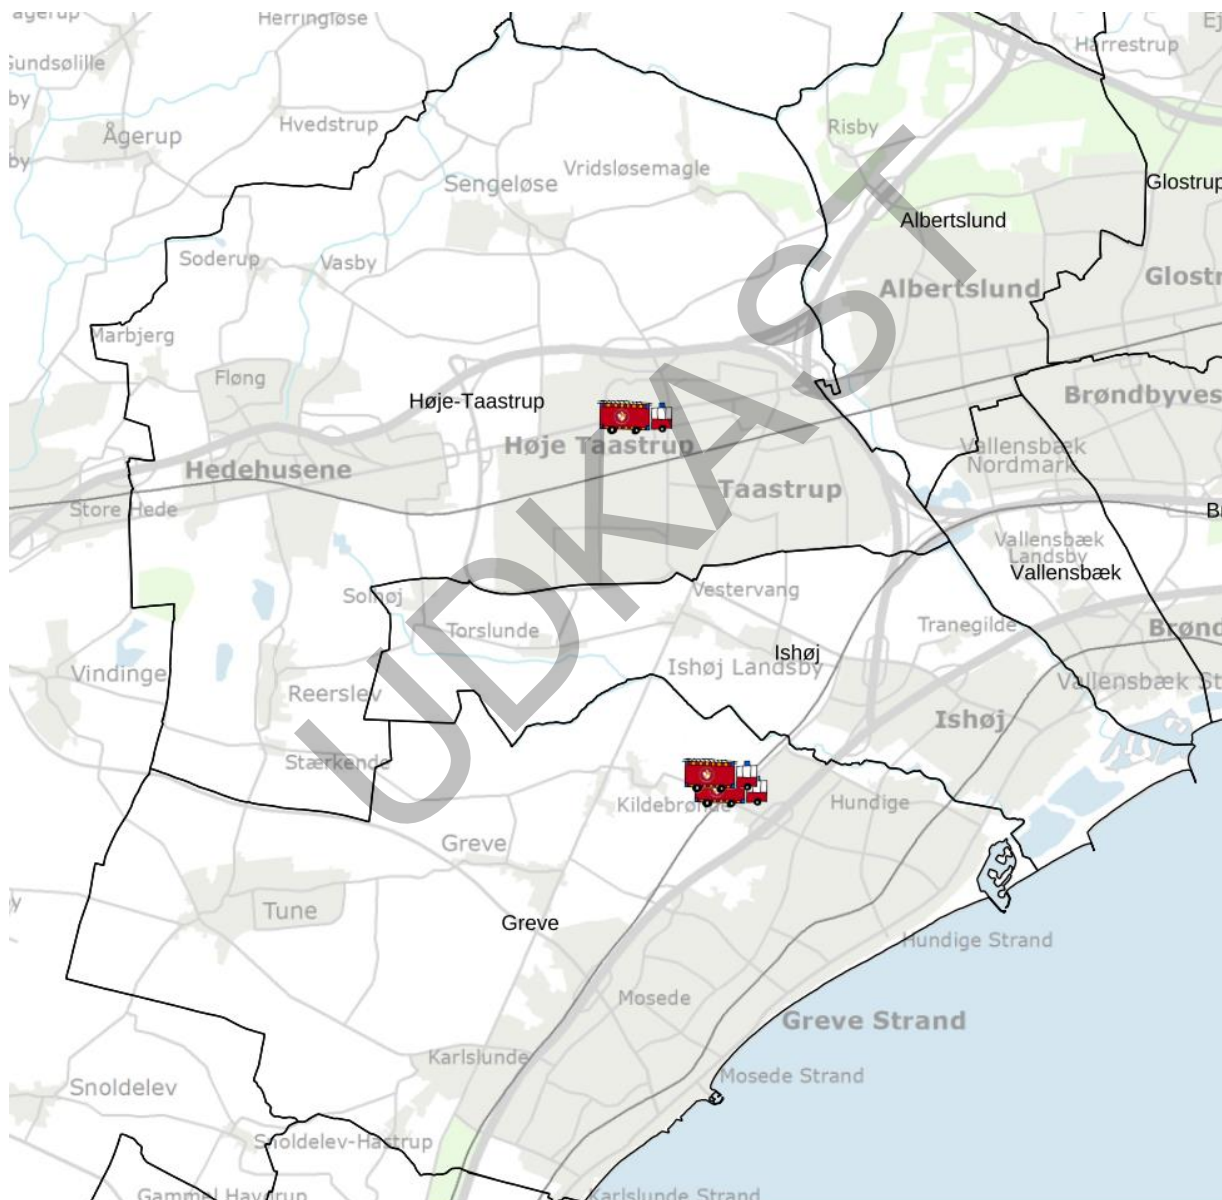 Herringløse
Gundsølille
Harrestrup
Hvedstrup
Ågerup
Risby
Vridsløsemagle
Sengeløse
Glostrup
Albertslund
Soderup
Vasby
Albertslund
Marbjerg
Fløng
Høje-Taastrup
Brøndbyves
Høje Taastrup
Hedehusene
Vallensbæk
Nordmark
Taastrup
Store Hede
Vallensbæk
Landsby
Vallensbæk
Vestervang
Solhøj
Torslunde
Tranegilde
Ishøj
Ishøj Landsby
Vindinge
Reerslev
Vallensbæk St
Ishøj
Stærkende
Kildebrønde
Hundige
Greve
Tune
Greve
Hundige Strand
Mosede
Greve Strand
Karlslunde
Mosede Strand
Snoldelev
Snoldelev-Hastrup
Gammel Havdrup
Karlslunde Strand
UDKAST